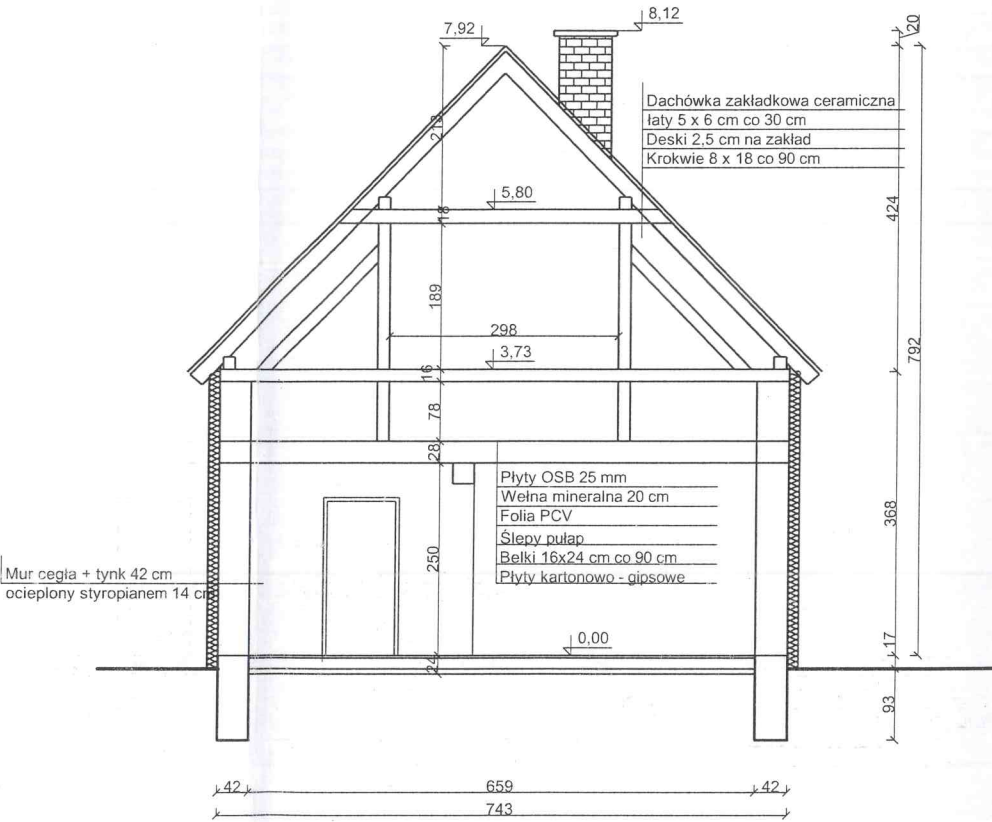 8,12
7,92
20
Dachówka zakładkowa ceramiczna
łaty 5 x 6 cm co 30 cm
Deski 2,5 cm na zakład
Krokwie 8 x 18 co 90 cm
5,80
18
424
189
298
3,73
792
16
78
28
Płyty OSB 25 mm
Wełna mineralna 20 cm
Folia PCV
Ślepy pułap
Belki 16x24 cm co 90 cm
Płyty kartonowo - gipsowe
368
250
Mur cegła + tynk 42 cm
ocieplony styropianem 14 cm
0,00
17
24
93
42
659
42
743